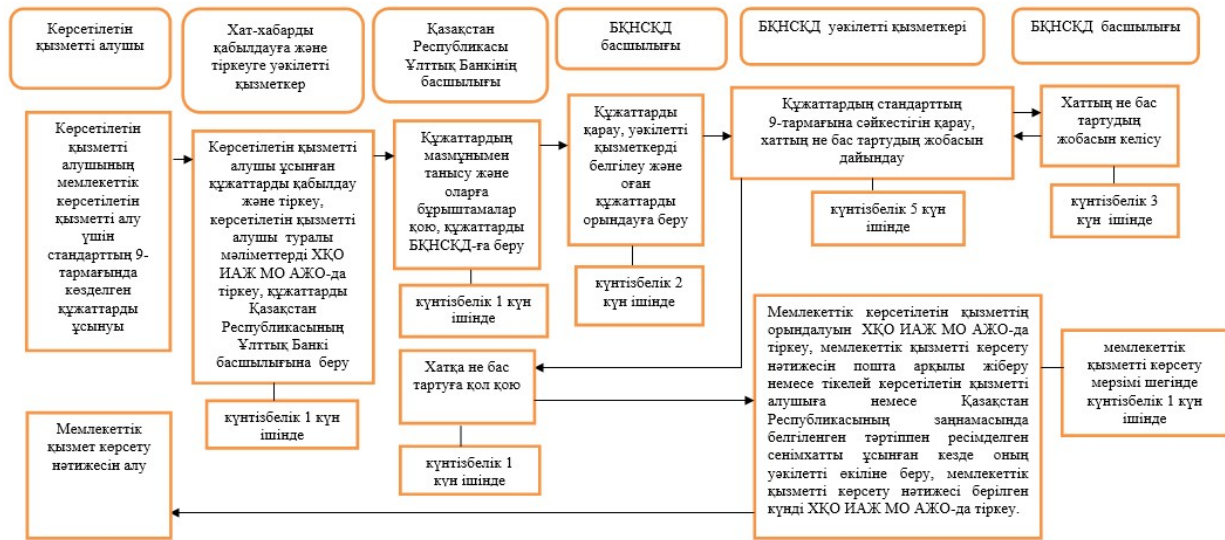 Көрсетілетін
қызметті алушы
Хат-хабарды
қабылдауға және
тіркеуге уәкілетті
қызметкер
Қазақстан
Республикасы
Ұлттық Банкінің
басшылығы
БҚНСҚД
басшылығы
БҚНСҚД уәкілетті қызметкері
БҚНСҚД басшылығы
Көрсетілетін
қызметті
алушының
мемлекеттік
көрсетілетін
қызметті алу
үшін
стандарттың 9-
тармағында
көзделген
құжаттарды
ұсынуы
Көрсетілетін қызметті
алушы ұсынған
құжаттарды қабылдау
және тіркеу,
көрсетілетін қызметті
алушы туралы
мәліметтерді ХҚО
ИАЖ МО АЖО-да
тіркеу, құжаттарды
Қазақстан
Республикасының
Ұлттық Банкі
басшылығына беру
күнтізбелік 1 күн
ішінде
Құжаттардың
мазмұнымен
танысу және
оларға
бұрыштамалар
қою, құжаттарды
БҚНСҚД-ға беру
күнтізбелік 1 күн
ішінде
Құжаттарды
қарау, уәкілетті
қызметкерді
белгілеу және
оған
құжаттарды
орындауға беру
күнтізбелік 2
күн ішінде
Құжаттардың стандарттың
9-тармағына сәйкестігін қарау,
хаттың не бас тартудың жобасын
дайындау
күнтізбелік 5 күн
ішінде
Хаттың не бас
тартудың
жобасын келісу
күнтізбелік 3
күн ішінде
Хатқа не бас
тартуға қол қою
күнтізбелік 1
күн ішінде
Мемлекеттік көрсетілетін қызметтің
орындалуын ХҚО ИАЖ МО АЖО-да
тіркеу, мемлекеттік қызметті көрсету
нәтижесін пошта арқылы жіберу
немесе тікелей көрсетілетін қызметті
алушыға немесе Қазақстан
Республикасының заңнамасында
белгіленген тәртіппен ресімделген
сенімхатты ұсынған кезде оның
уәкілетті өкіліне беру, мемлекеттік
қызметті көрсету нәтижесі берілген
күнді ХҚО ИАЖ МО АЖО-да тіркеу.
мемлекеттік
қызметті көрсету
мерзімі шегінде
күнтізбелік 1 күн
ішінде
Мемлекеттік
қызмет көрсету
нәтижесін алу